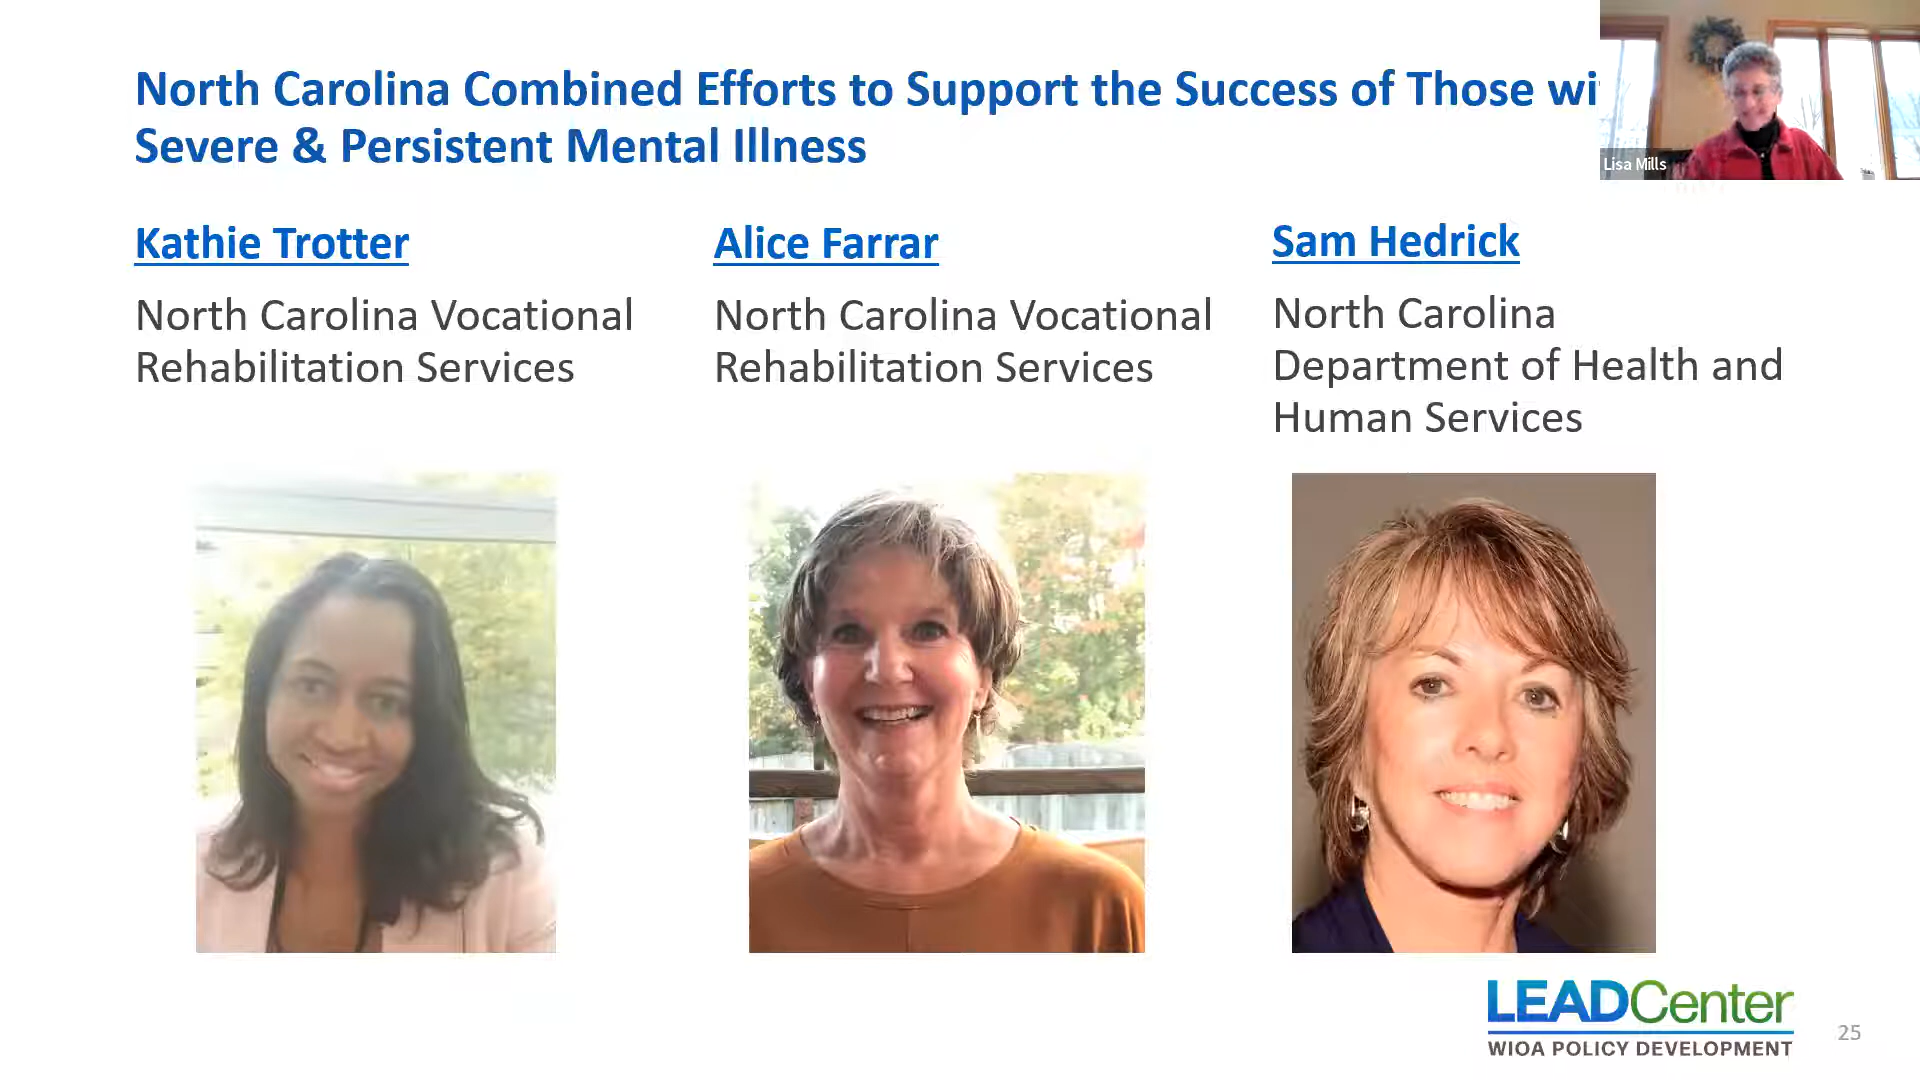 North Carolina Combined Efforts to Support the Success of Those wi
Severe & Persistent Mental Illness
Lisa Mills
Kathie Trotter
North Carolina Vocational
Rehabilitation Services
Alice Farrar
North Carolina Vocational
Rehabilitation Services
Sam Hedrick
North Carolina
Department of Health and
Human Services
LEADCenter
WIOA POLICY DEVELOPMENT
25